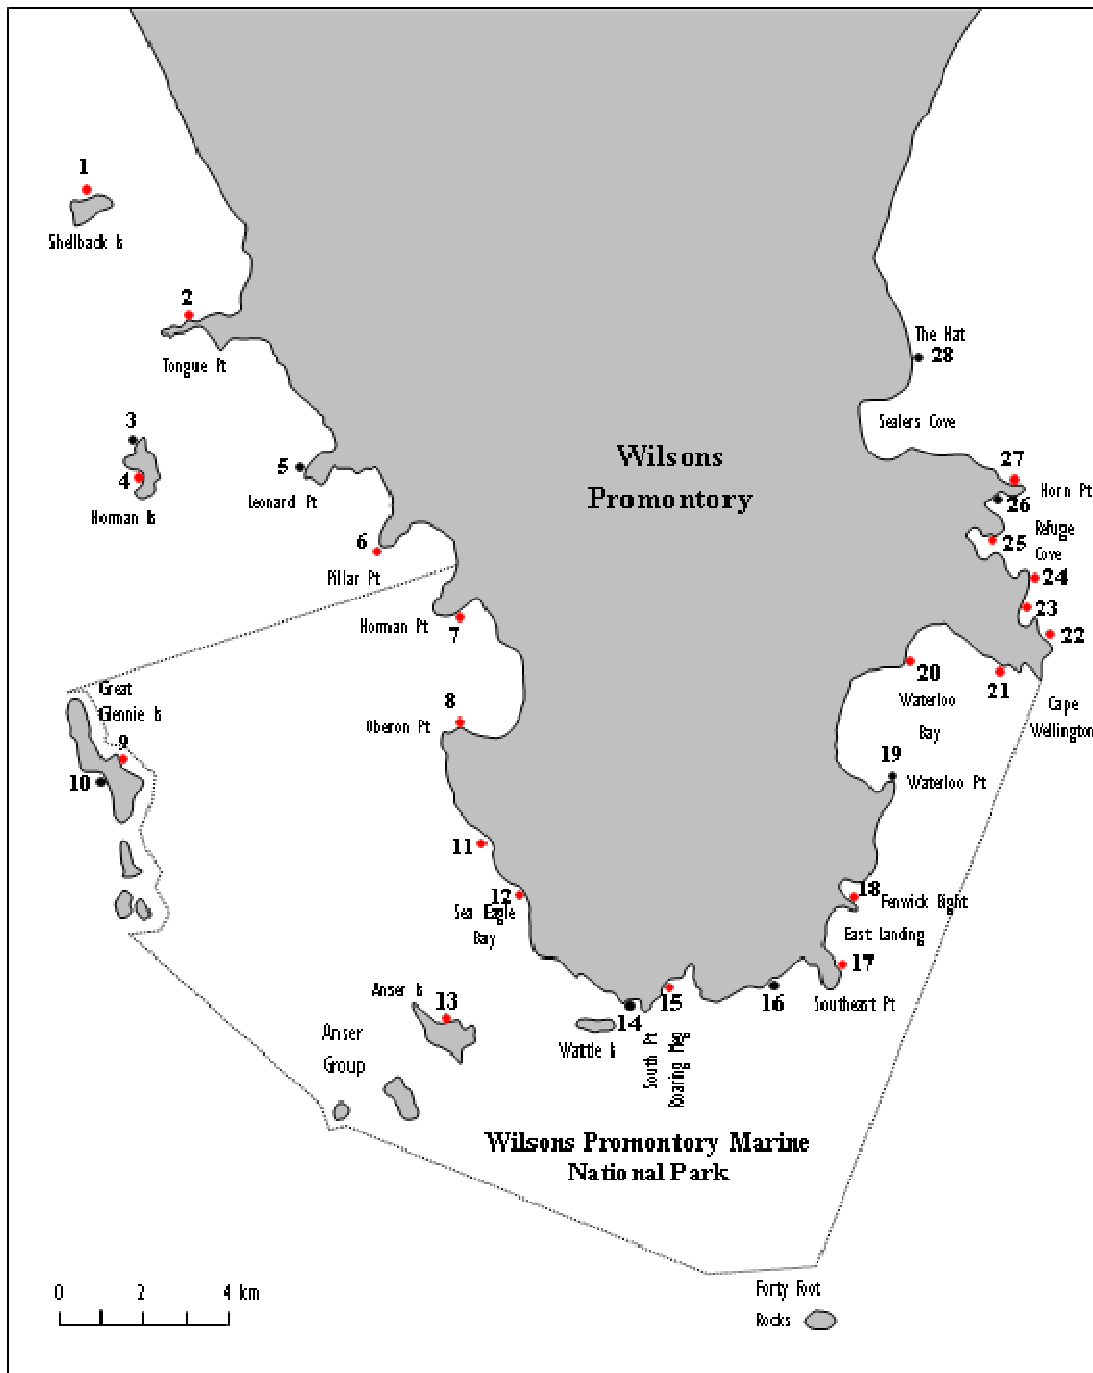 1
Shellback Is
2
Tongue Pt
The Hat
28
3
4
Norman Is
5
Leonard Pt
Sealers Cove
Wilsons
Promontory
27
Horn Pt
26
Refuge
Cove
25
6
Pillar Pt
24
23
22
Norman Pt
7
20
21
Waterloo
Bay
Cape
Wellington
Great
Glennie Is
8
Oberon Pt
9
10
19
Waterloo Pt
11
12
Sea Eagle
Bay
18
Fenwick Bight
East Landing
17
Southeast Pt
Anser Is
13
Anser
Group
14
15
16
Wattle Is
South Pt
Roaring Meg
Wilsons Promontory Marine
National Park
0 2 4 km
Forty Foot
Rocks